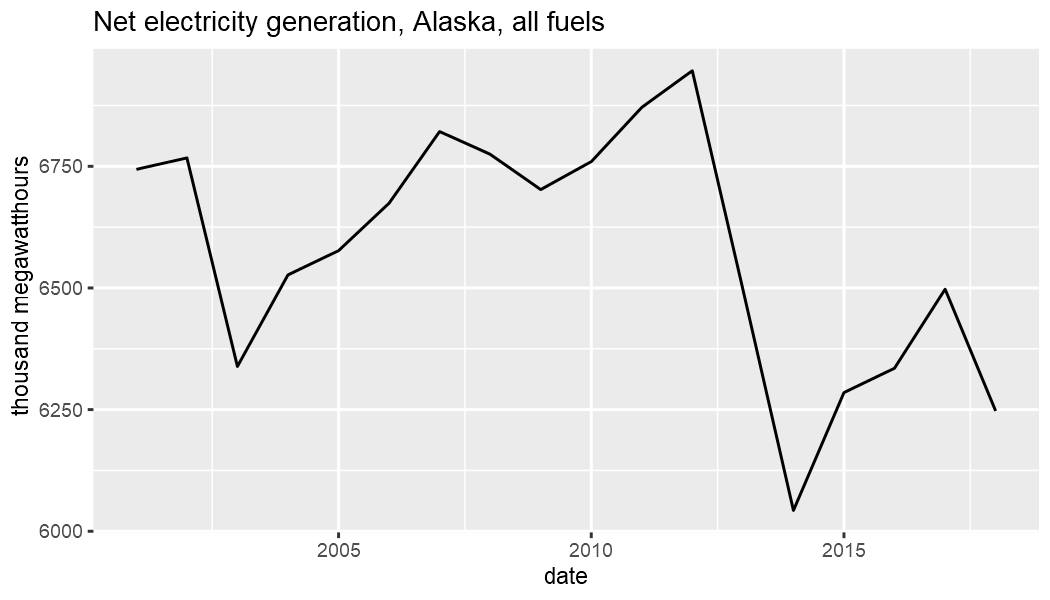 Net electricity generation, Alaska, all fuels
thousand megawatthours
6750
6500
6250
6000
2005 2010 2015
date